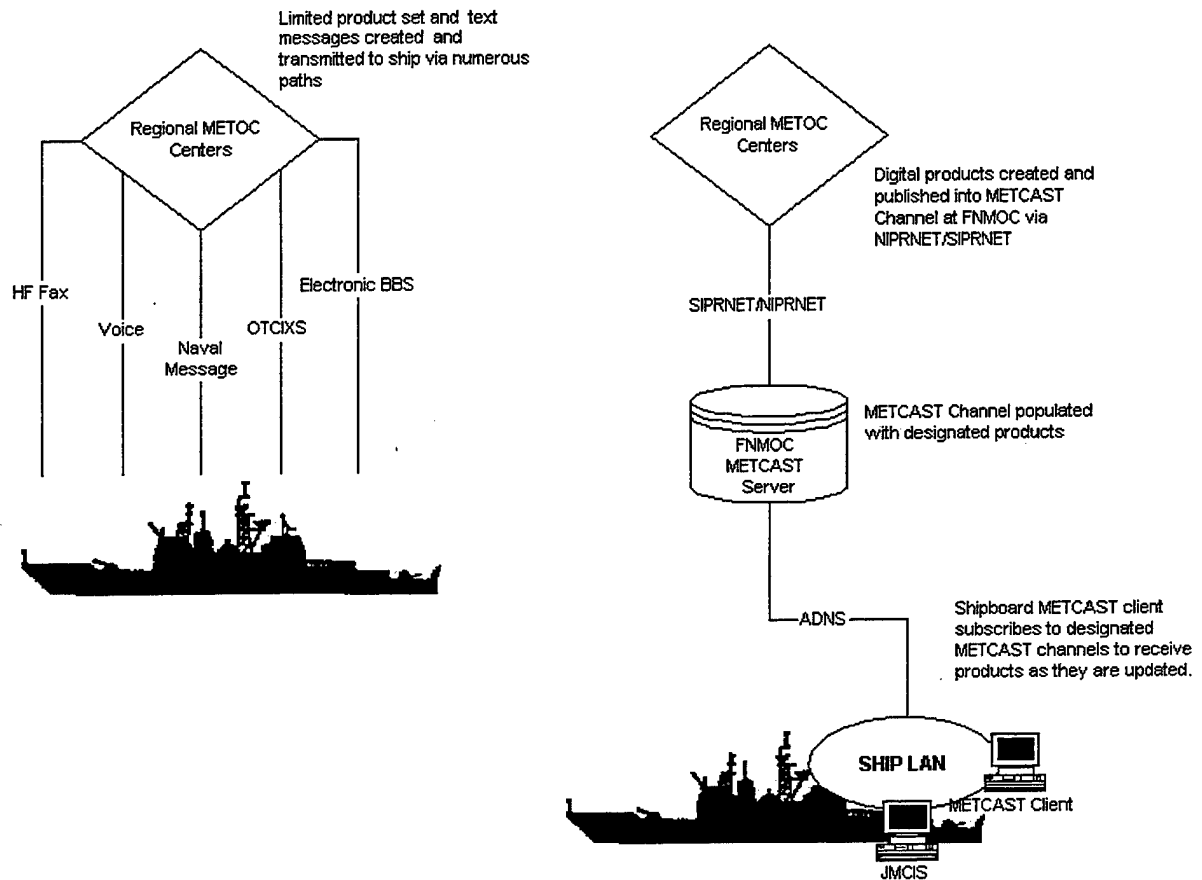 Limited product set and text
messages created and
transmitted to ship via numerous
paths
Regional METOC
Centers
HF Fax
Voice
Naval
Message
OTCIXS
Electronic BBS
Regional METOC
Centers
Digital products created and
published into METCAST
Channel at FNMOC via
NIPRNET/SIPRNET
SIPRNET/NIPRNET
METCAST Channel populated
with designated products
FNMOC
METCAST
Server
ADNS
Shipboard METCAST client
subscribes to designated
METCAST channels to receive
products as they are updated.
SHIP LAN
METCAST Client
JMCIS